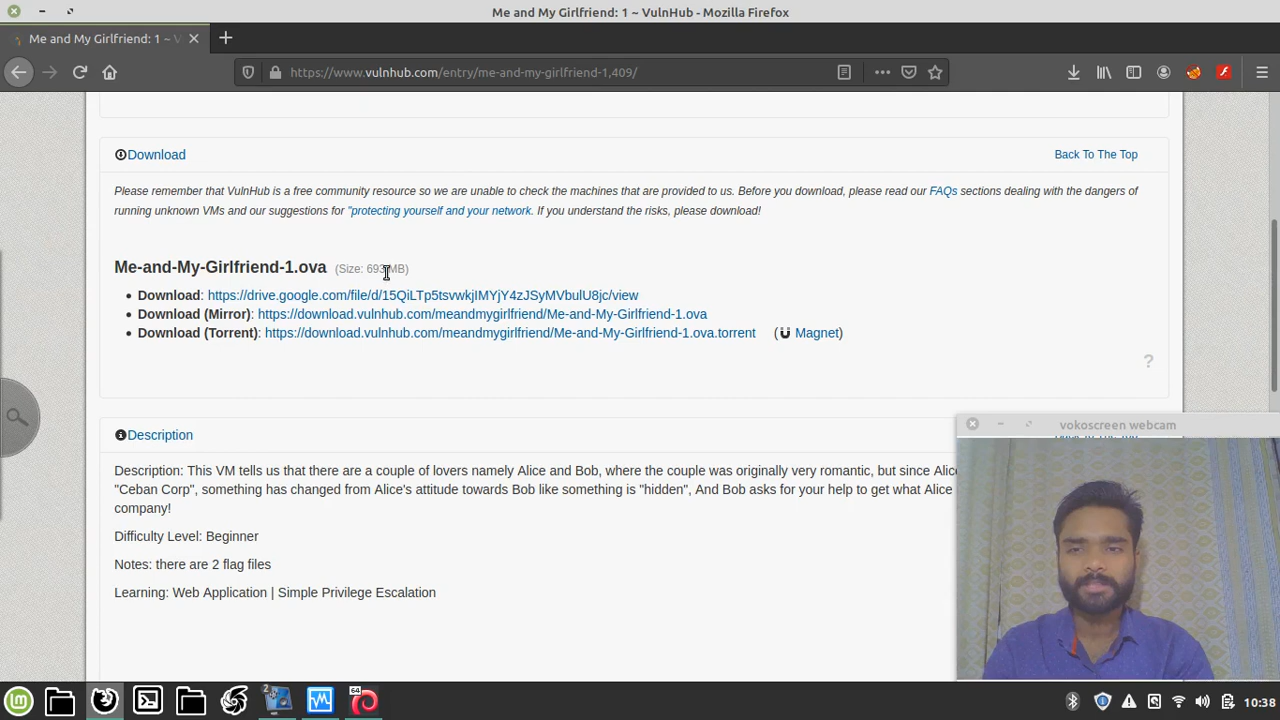 Me and My Girlfriend: 1 ~ VulnHub - Mozilla Firefox
Me and My Girlfriend: 1 ~ V
https://www.vulnhub.com/entry/me-and-my-girlfriend-1,409/
Download
Back To The Top
Please remember that VulnHub is a free community resource so we are unable to check the machines that are provided to us. Before you download, please read our FAQs sections dealing with the dangers of
running unknown VMs and our suggestions for "protecting yourself and your network. If you understand the risks, please download!
Me-and-My-Girlfriend-1.ova (Size: 693 MB)
• Download: https://drive.google.com/file/d/15QiLTp5tsvwkjIMYjY4zJSyMVbulU8jc/view
• Download (Mirror): https://download.vulnhub.com/meandmygirlfriend/Me-and-My-Girlfriend-1.ova
• Download (Torrent): https://download.vulnhub.com/meandmygirlfriend/Me-and-My-Girlfriend-1.ova.torrent ( Magnet)
?
Description
vokoscreen webcam
Description: This VM tells us that there are a couple of lovers namely Alice and Bob, where the couple was originally very romantic, but since Alic
"Ceban Corp", something has changed from Alice's attitude towards Bob like something is "hidden", And Bob asks for your help to get what Alice
company!
Difficulty Level: Beginner
Notes: there are 2 flag files
Learning: Web Application | Simple Privilege Escalation
2
64
10:38